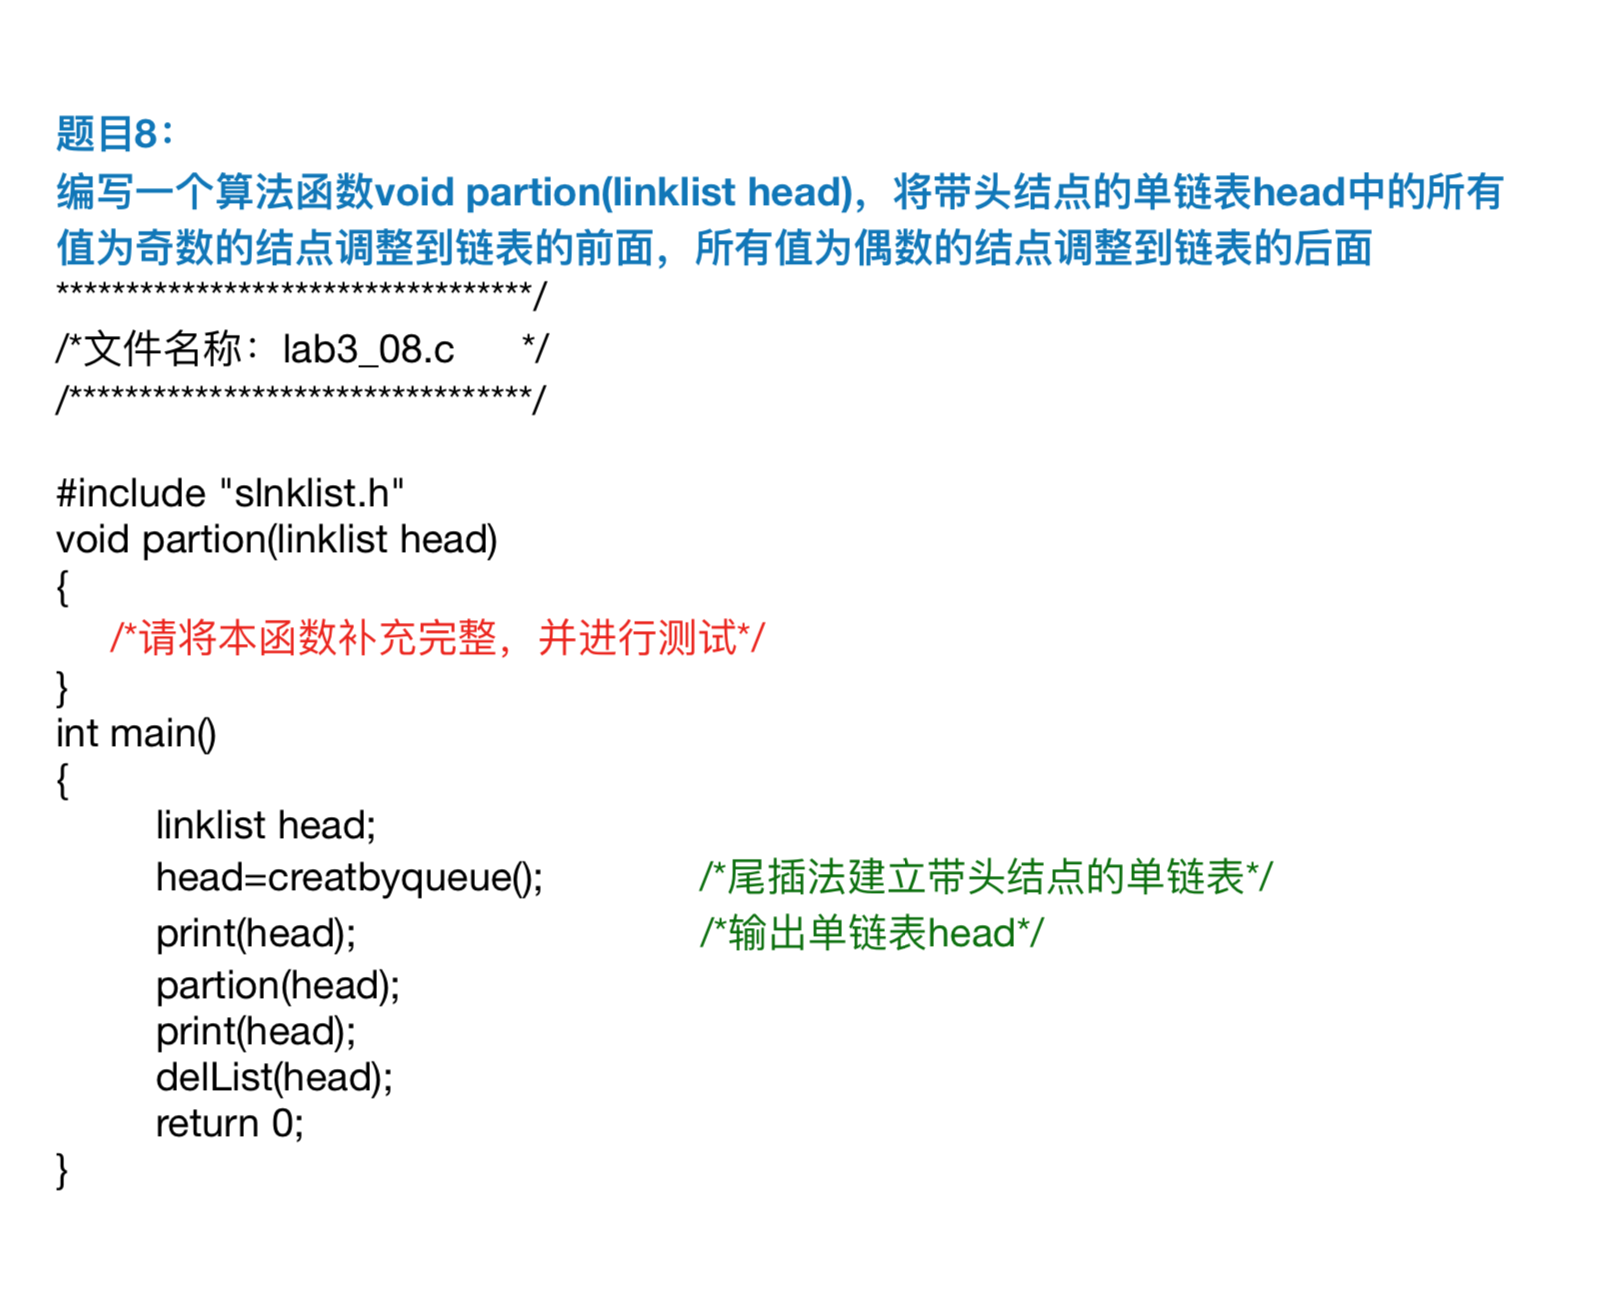 题目8：
编写一个算法函数void partion(linklist head)，将带头结点的单链表head中的所有
值为奇数的结点调整到链表的前面，所有值为偶数的结点调整到链表的后面
**********************************/
/*文件名称：lab3_08.c      */
/*********************************/
#include "slnklist.h"
void partion(linklist head)
{
/*请将本函数补充完整，并进行测试*/
}
int main()
{
linklist head;
head=creatbyqueue();    /*尾插法建立带头结点的单链表*/
print(head);    /*输出单链表head*/
partion(head);
print(head);
delList(head);
return 0;
}